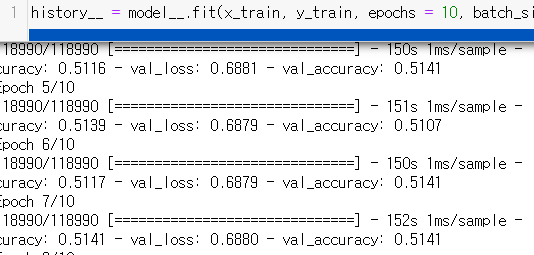 1
history__ = model__.fit(x_train, y_train, epochs = 10, batch_si
18990/118990 [==============================] - 150s 1ms/sample -
curacy: 0.5116 - val_loss: 0.6881 - val_accuracy: 0.5141
Epoch 5/10
18990/118990 [==============================] - 151s 1ms/sample -
curacy: 0.5139 - val_loss: 0.6879 - val_accuracy: 0.5107
Epoch 6/10
18990/118990 [==============================] - 150s 1ms/sample -
curacy: 0.5117 - val_loss: 0.6879 - val_accuracy: 0.5141
Epoch 7/10
18990/118990 [==============================] - 152s 1ms/sample -
curacy: 0.5141 - val_loss: 0.6880 - val_accuracy: 0.5141